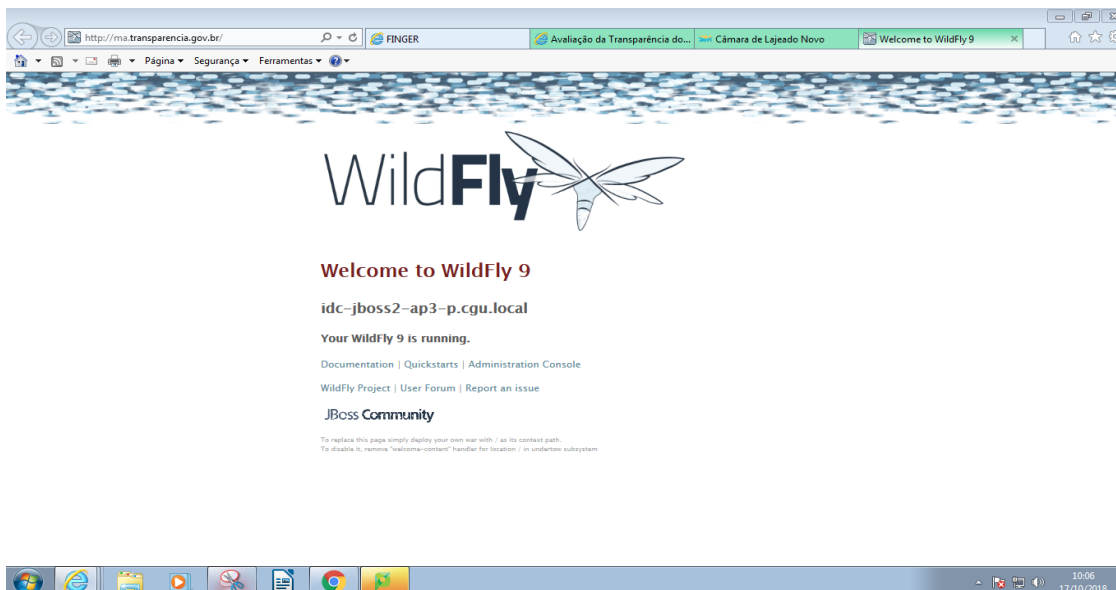 http://ma.transparencia.gov.br/
FINGER
Avaliação da Transparência do...
Câmara de Lajeado Novo
Welcome to WildFly 9
Página
Segurança
Ferramentas
WildFly
Welcome to WildFly 9
idc-jboss2-ap3-p.cgu.local
Your WildFly 9 is running.
Documentation | Quickstarts | Administration Console
WildFly Project | User Forum | Report an issue
JBoss Community
To replace this page simply deploy your own war with / as its context path.
To disable it, remove "welcome-content" handler for location / in undertow subsystem
10:06
17/10/2018